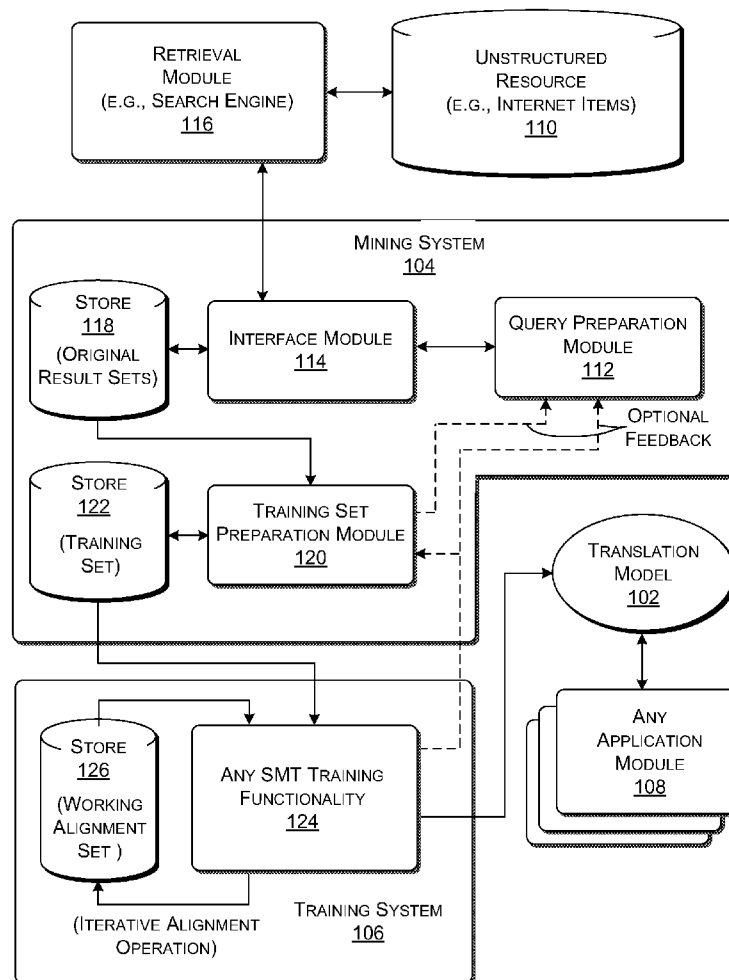 RETRIEVAL
MODULE
(E.G., SEARCH ENGINE)
116
UNSTRUCTURED
RESOURCE
(E.G., INTERNET ITEMS)
110
MINING SYSTEM
104
STORE
118
(ORIGINAL
RESULT SETS)
INTERFACE MODULE
114
QUERY PREPARATION
MODULE
112
OPTIONAL
FEEDBACK
STORE
122
(TRAINING
SET)
TRAINING SET
PREPARATION MODULE
120
TRANSLATION
MODEL
102
STORE
126
(WORKING
ALIGNMENT
SET )
ANY SMT TRAINING
FUNCTIONALITY
124
ANY
APPLICATION
MODULE
108
(ITERATIVE ALIGNMENT
OPERATION)
TRAINING SYSTEM
106